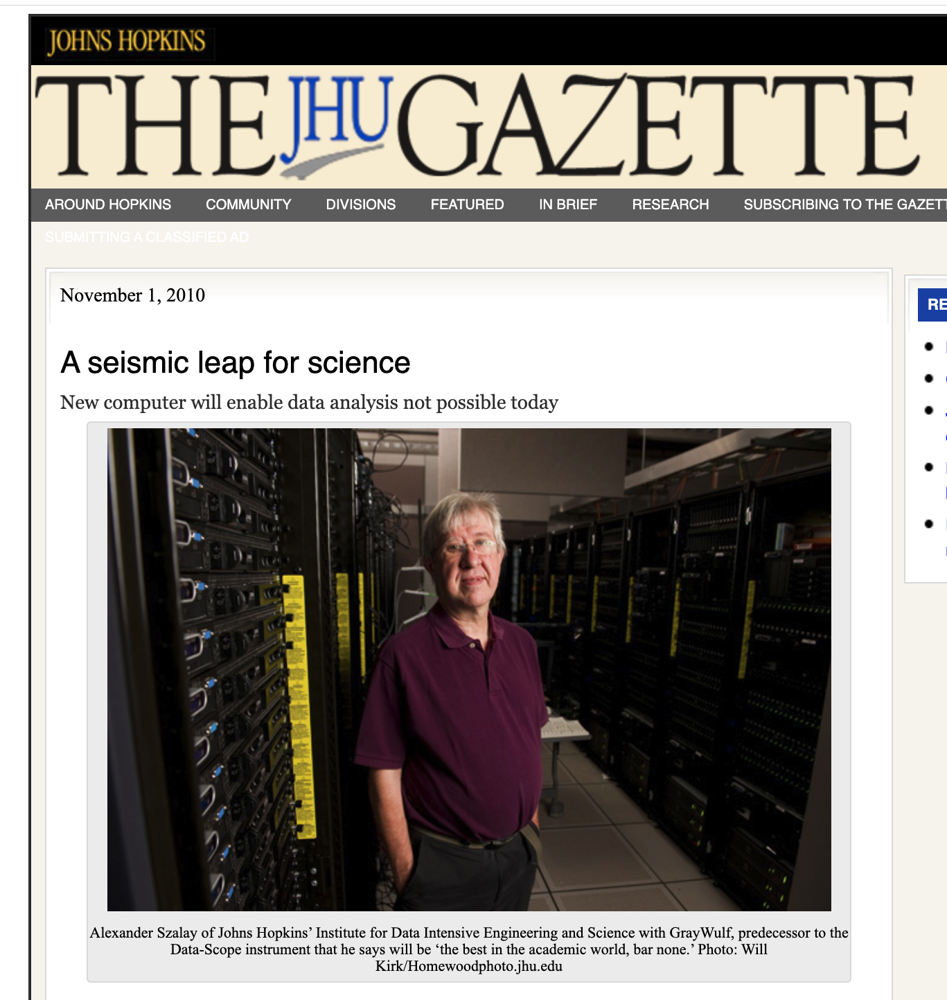 JOHNS HOPKINS
THE JHU GAZETTE
AROUND HOPKINS COMMUNITY DIVISIONS FEATURED IN BRIEF RESEARCH SUBSCRIBING TO THE
SUBMITTING A CLASSIFIED AD
November 1, 2010
A seismic leap for science
New computer will enable data analysis not possible today
Alexander Szalay of Johns Hopkins’ Institute for Data Intensive Engineering and Science with GrayWulf, predecessor to the
Data-Scope instrument that he says will be ‘the best in the academic world, bar none.’ Photo: Will
Kirk/Homewoodphoto.jhu.edu